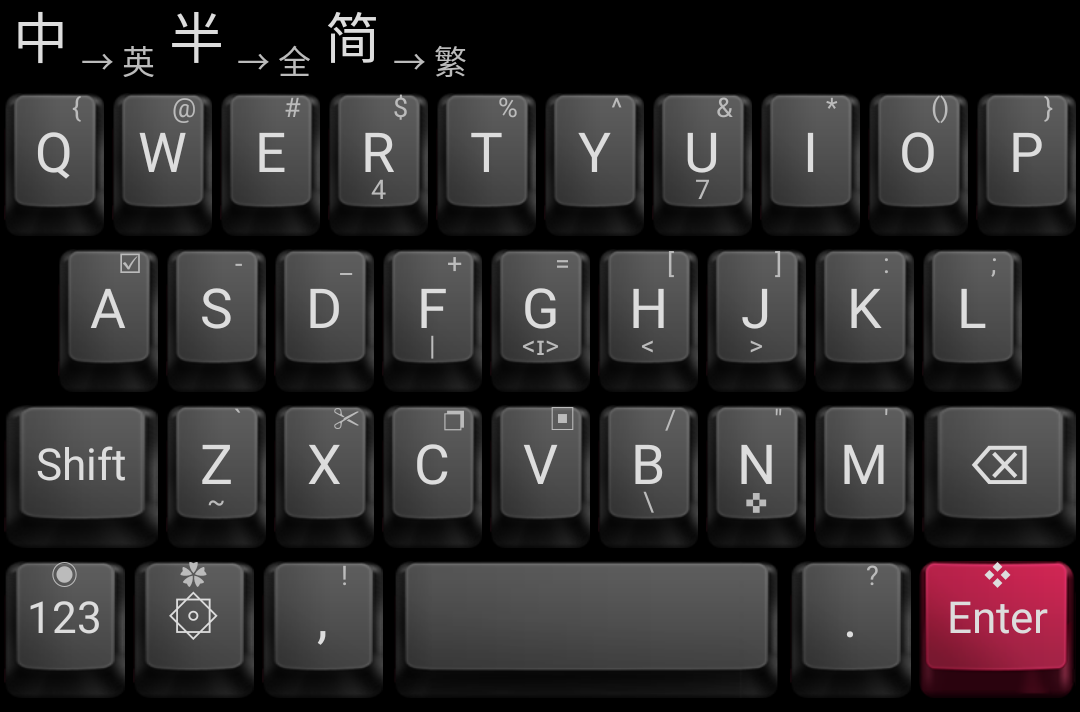 中 → 英 半 → 全 简 → 繁
{ @ # $ % ^ & * () }
Q W E R T Y U I O P
4 7
☑ - _ + = [ ] : ;
A S D F G H J K L
| <I> < >
` / " '
Shift Z X C V B N M
~ \
! ?
123 , . Enter